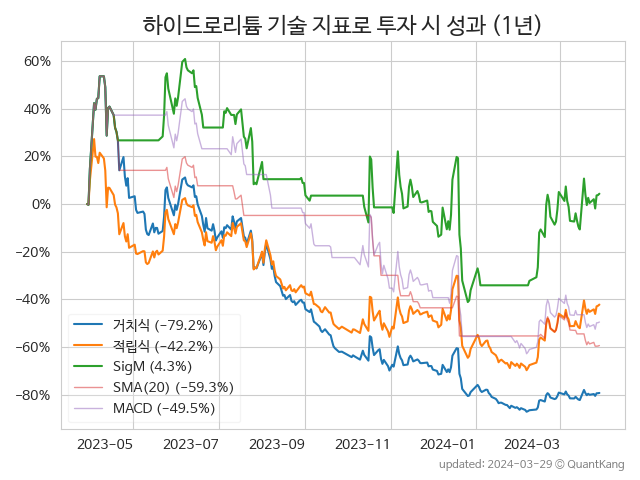 하이드로리튬 기술 지표로 투자 시 성과 (1년)
60%
40%
20%
0%
−20%
−40%
−60%
−80%
거치식 (−79.2%)
적립식 (−42.2%)
SigM (4.3%)
SMA(20) (−59.3%)
MACD (−49.5%)
2023-05 2023-07 2023-09 2023-11 2024-01 2024-03
updated: 2024-03-29 © QuantKang